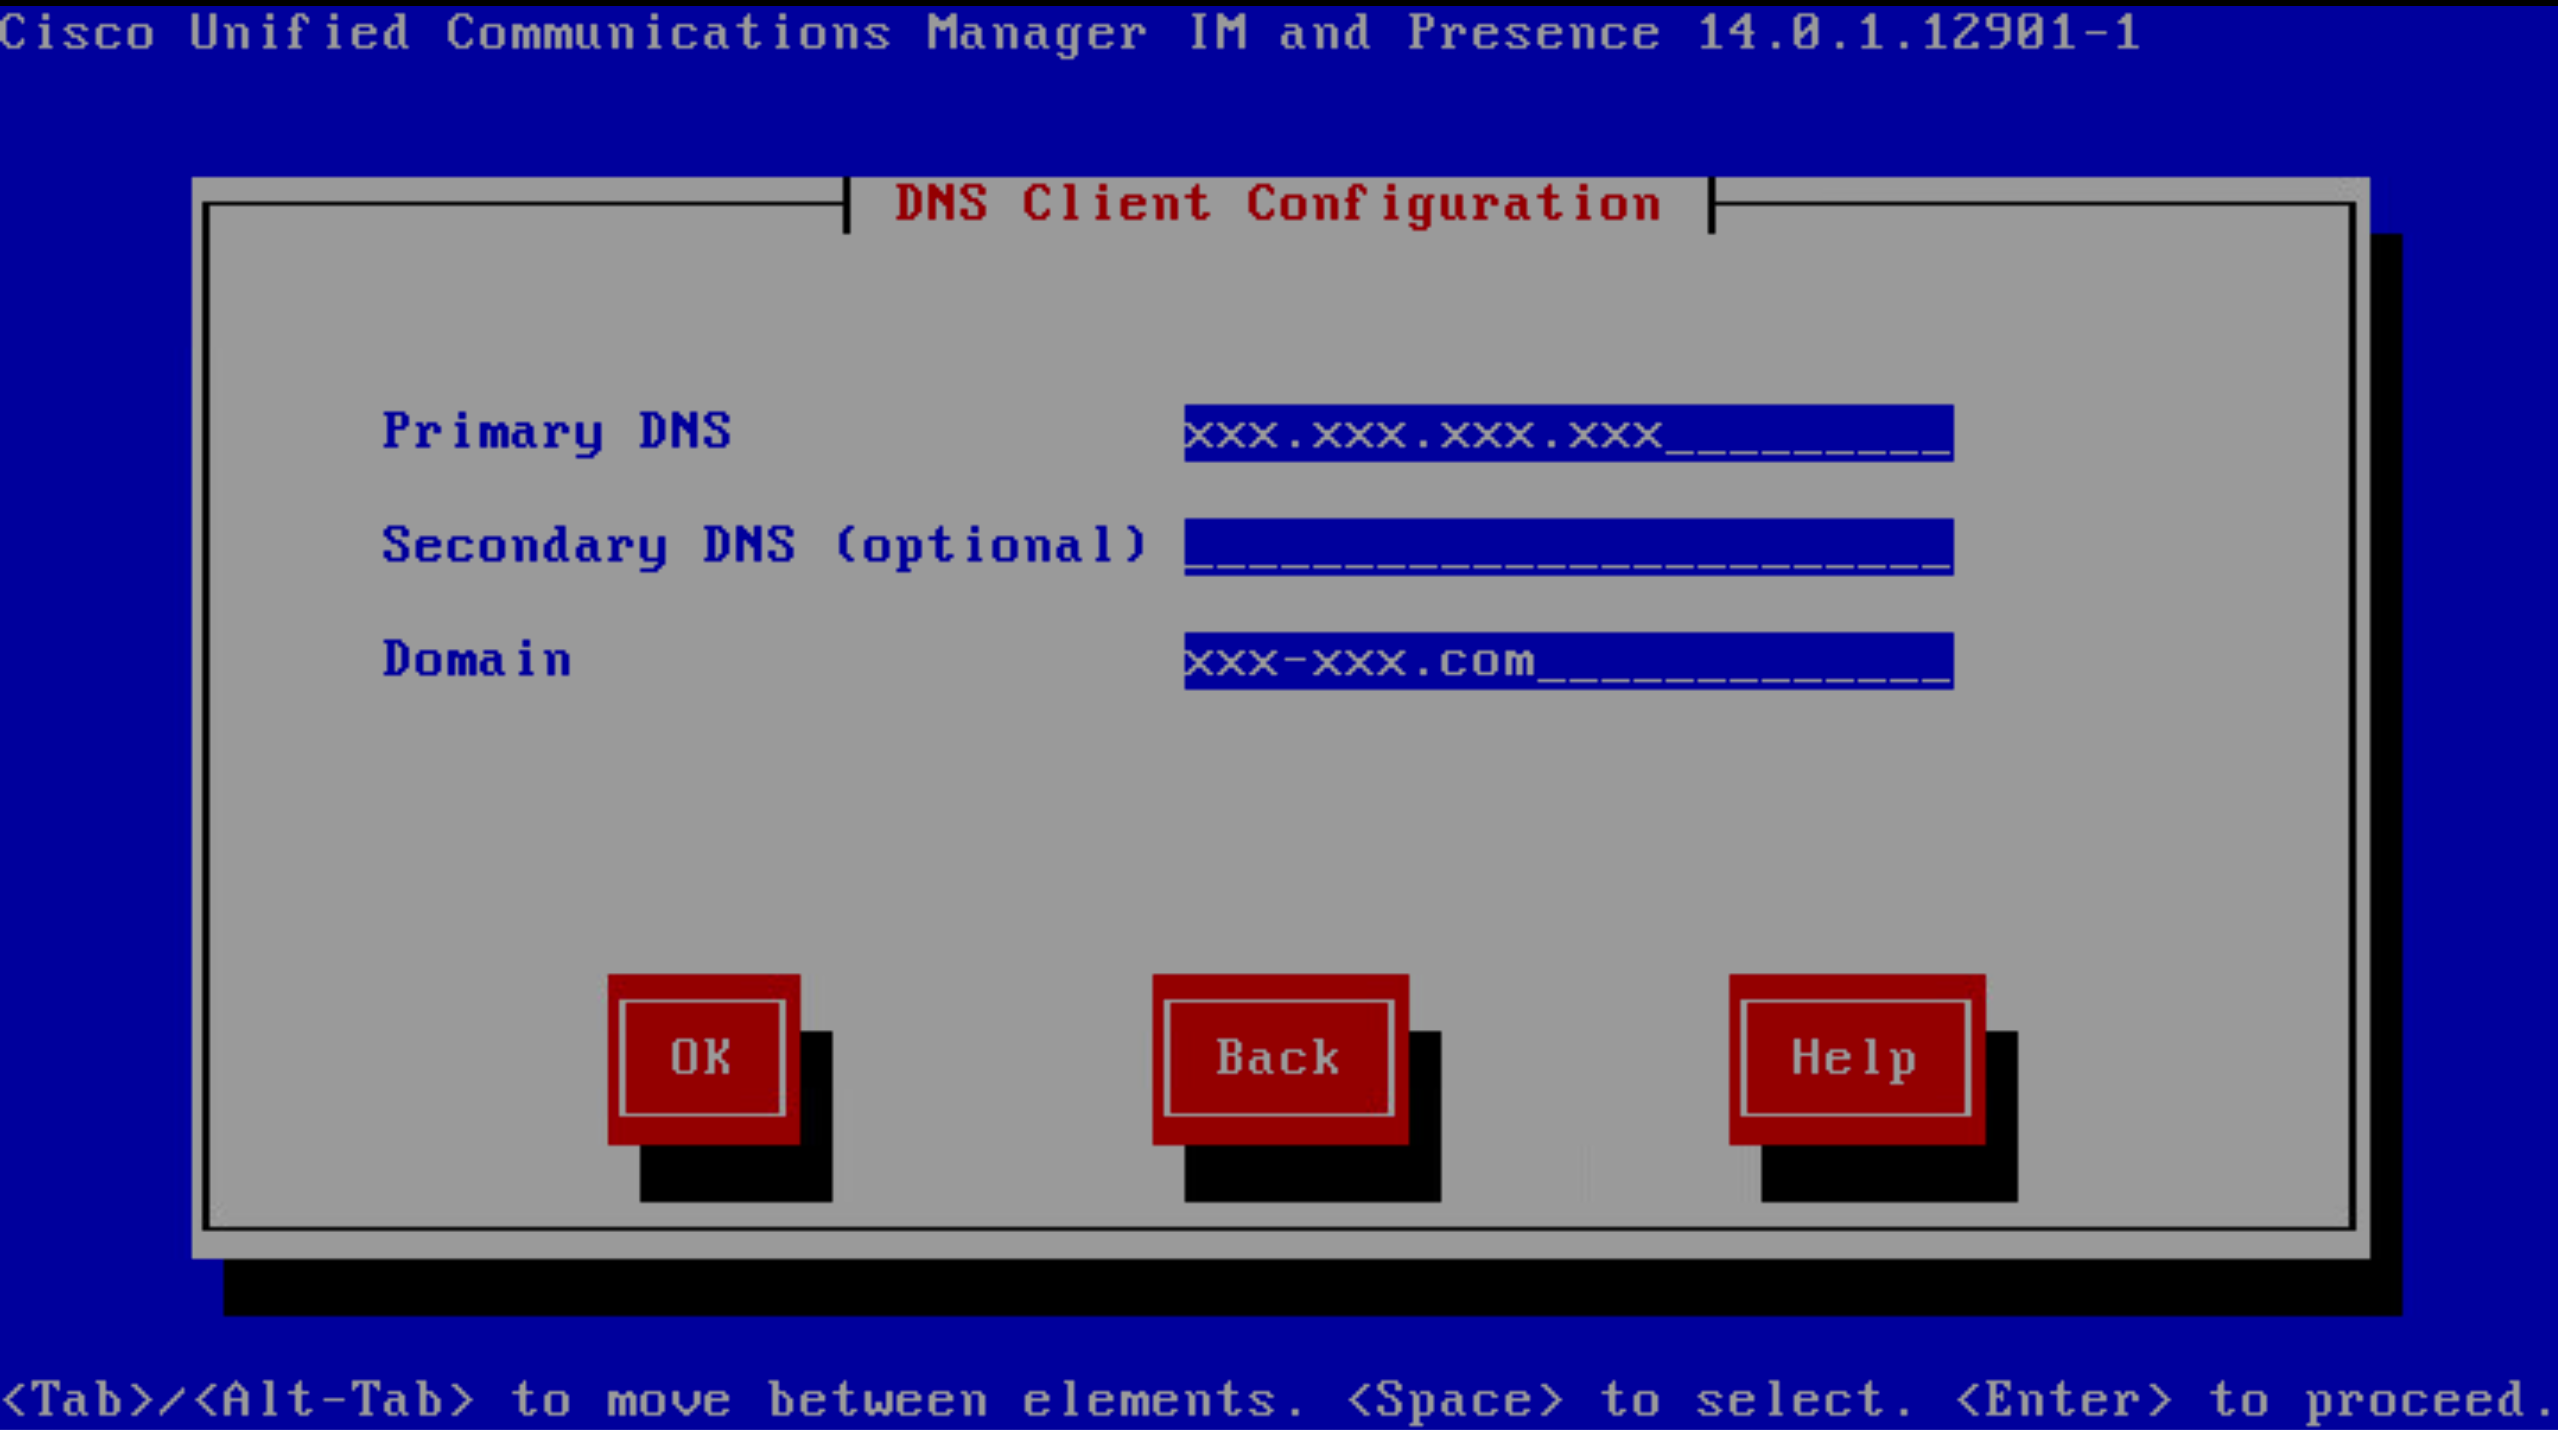 Cisco Unified Communications Manager IM and Presence 14.0.1.12901-1
DNS Client Configuration
Primary DNS xxx.xxx.xxx.xxx_________
Secondary DNS (optional) ________________________
Domain xxx-xxx.com_____________
OK Back Help
<Tab>/<Alt-Tab> to move between elements. <Space> to select. <Enter> to proceed.